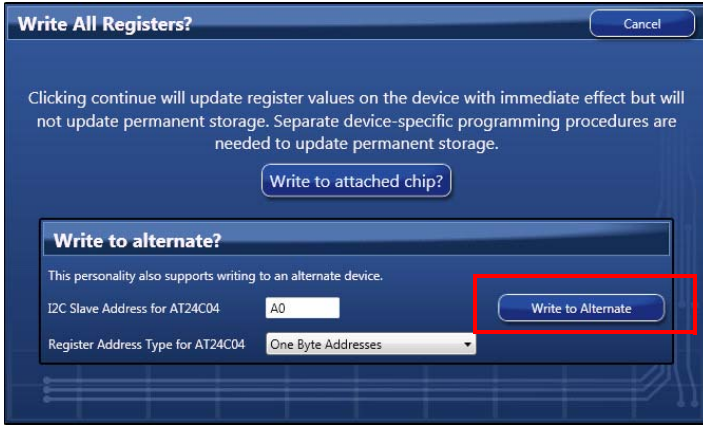 Write All Registers?
Cancel
Clicking continue will update register values on the device with immediate effect but will
not update permanent storage. Separate device-specific programming procedures are
needed to update permanent storage.
Write to attached chip?
Write to alternate?
This personality also supports writing to an alternate device.
I2C Slave Address for AT24C04
A0
Write to Alternate
Register Address Type for AT24C04
One Byte Addresses